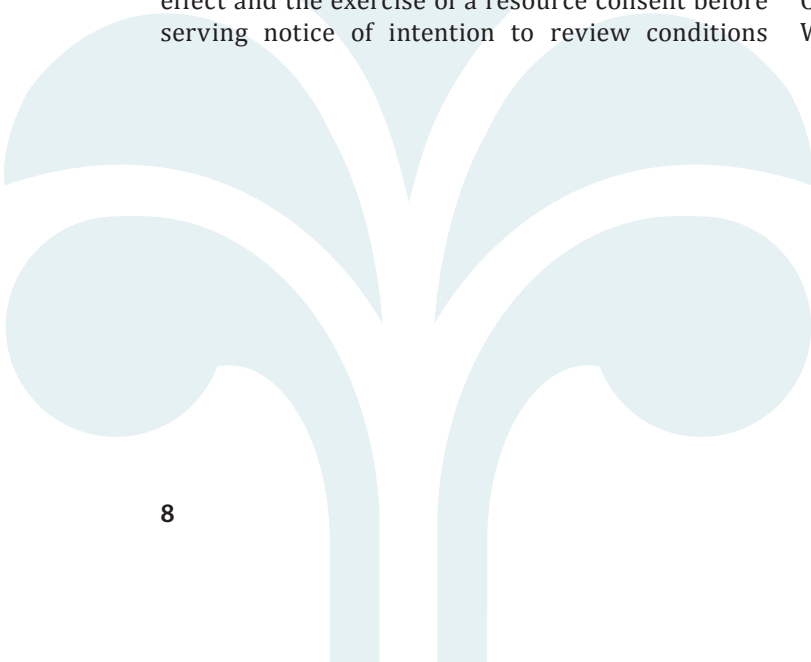 effect and the exercise of a resource consent before
serving notice of intention to review conditions
8